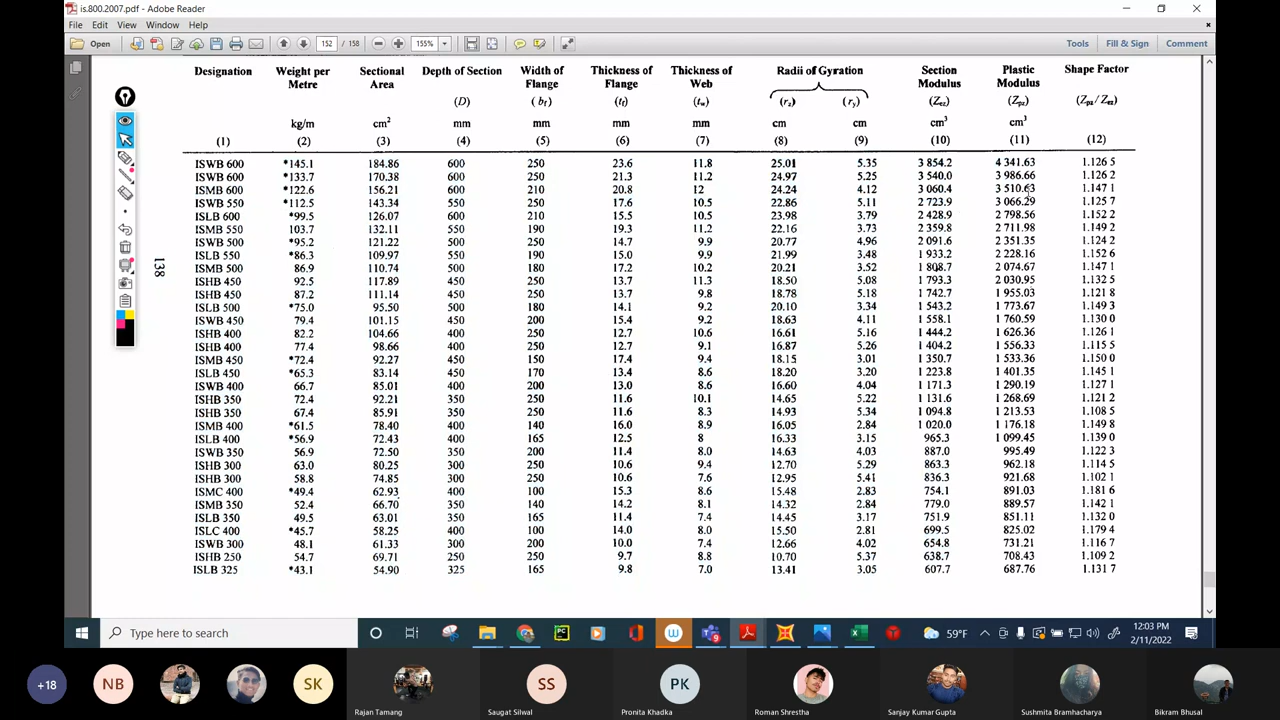 is.800.2007.pdf - Adobe Reader
File Edit View Window Help
Open 152 / 158 155% Tools Fill & Sign Comment
Designation Weight per Metre Sectional Area Depth of Section Width of Flange Thickness of Flange Thickness of Web Radii of Gyration Section Modulus Plastic Modulus Shape Factor
(D) (bf) (tf) (tw) (rz) (ry) (Zez) (Zpz) (Zpz/Zez)
kg/m cm² mm mm mm mm cm cm cm³ cm³
(1) (2) (3) (4) (5) (6) (7) (8) (9) (10) (11) (12)
ISWB 600 *145.1 184.86 600 250 23.6 11.8 25.01 5.35 3 854.2 4 341.63 1.126 5
ISWB 600 *133.7 170.38 600 250 21.3 11.2 24.97 5.25 3 540.0 3 986.66 1.126 2
ISMB 600 *122.6 156.21 600 210 20.8 12 24.24 4.12 3 060.4 3 510.63 1.147 1
ISWB 550 *112.5 143.34 550 250 17.6 10.5 22.86 5.11 2 723.9 3 066.29 1.125 7
ISLB 600 *99.5 126.07 600 210 15.5 10.5 23.98 3.79 2 428.9 2 798.56 1.152 2
ISMB 550 103.7 132.11 550 190 19.3 11.2 22.16 3.73 2 359.8 2 711.98 1.149 2
ISWB 500 *95.2 121.22 500 250 14.7 9.9 20.77 4.96 2 091.6 2 351.35 1.124 2
ISLB 550 *86.3 109.97 550 190 15.0 9.9 21.99 3.48 1 933.2 2 228.16 1.152 6
ISMB 500 86.9 110.74 500 180 17.2 10.2 20.21 3.52 1 808.7 2 074.67 1.147 1
ISHB 450 92.5 117.89 450 250 13.7 11.3 18.50 5.08 1 793.3 2 030.95 1.132 5
ISHB 450 87.2 111.14 450 250 13.7 9.8 18.78 5.18 1 742.7 1 955.03 1.121 8
ISLB 500 *75.0 95.50 500 180 14.1 9.2 20.10 3.34 1 543.2 1 773.67 1.149 3
ISWB 450 79.4 101.15 450 200 15.4 9.2 18.63 4.11 1 558.1 1 760.59 1.130 0
ISHB 400 82.2 104.66 400 250 12.7 10.6 16.61 5.16 1 444.2 1 626.36 1.126 1
ISHB 400 77.4 98.66 400 250 12.7 9.1 16.87 5.26 1 404.2 1 556.33 1.115 5
ISMB 450 *72.4 92.27 450 150 17.4 9.4 18.15 3.01 1 350.7 1 533.36 1.150 0
ISLB 450 *65.3 83.14 450 170 13.4 8.6 18.20 3.20 1 223.8 1 401.35 1.145 1
ISWB 400 66.7 85.01 400 200 13.0 8.6 16.60 4.04 1 171.3 1 290.19 1.127 1
ISHB 350 72.4 92.21 350 250 11.6 10.1 14.65 5.22 1 131.6 1 268.69 1.121 2
ISHB 350 67.4 85.91 350 250 11.6 8.3 14.93 5.34 1 094.8 1 213.53 1.108 5
ISMB 400 *61.5 78.40 400 140 16.0 8.9 16.05 2.84 1 020.0 1 176.18 1.149 8
ISLB 400 *56.9 72.43 400 165 12.5 8 16.33 3.15 965.3 1 099.45 1.139 0
ISWB 350 56.9 72.50 350 200 11.4 8.0 14.63 4.03 887.0 995.49 1.122 3
ISHB 300 63.0 80.25 300 250 10.6 9.4 12.70 5.29 863.3 962.18 1.114 5
ISHB 300 58.8 74.85 300 250 10.6 7.6 12.95 5.41 836.3 921.68 1.102 1
ISMC 400 *49.4 62.93 400 100 15.3 8.6 15.48 2.83 754.1 891.03 1.181 6
ISMB 350 52.4 66.70 350 140 14.2 8.1 14.32 2.84 779.0 889.57 1.142 1
ISLB 350 49.5 63.01 350 165 11.4 7.4 14.45 3.17 751.9 851.11 1.132 0
ISLC 400 *45.7 58.25 400 100 14.0 8.0 15.50 2.81 699.5 825.02 1.179 4
ISWB 300 48.1 61.33 300 200 10.0 7.4 12.66 4.02 654.8 731.21 1.116 7
ISHB 250 54.7 69.71 250 250 9.7 8.8 10.70 5.37 638.7 708.43 1.109 2
ISLB 325 *43.1 54.90 325 165 9.8 7.0 13.41 3.05 607.7 687.76 1.131 7
138
Type here to search 59°F 12:03 PM
2/11/2022
+18 NB SK SS PK
Rajan Tamang Saugat Silwal Pronita Khadka Roman Shrestha Sanjay Kumar Gupta Sushmita Bramhacharya Bikram Bhusal